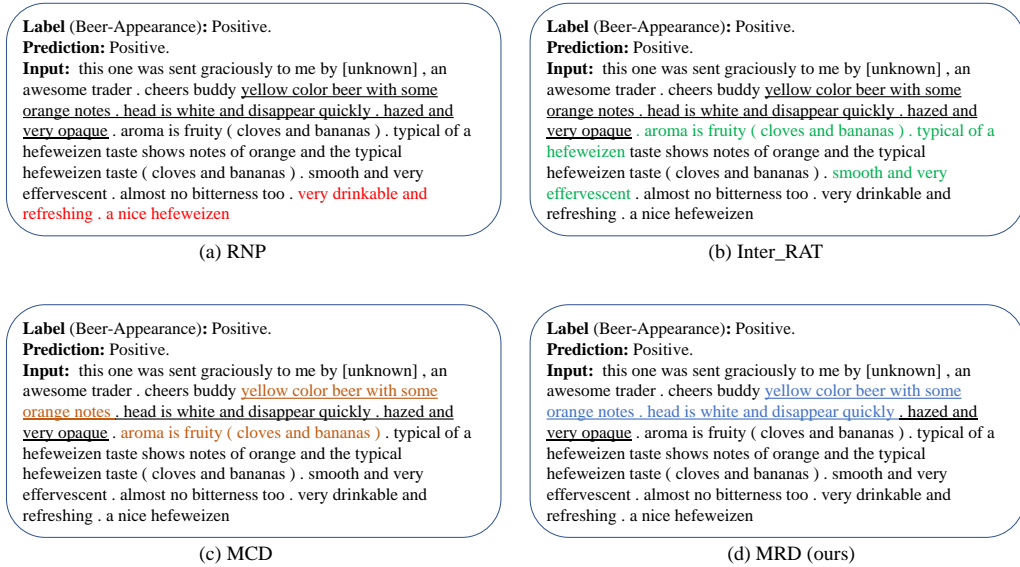 Label (Beer-Appearance): Positive.
Prediction: Positive.
Input: this one was sent graciously to me by [unknown] , an
awesome trader . cheers buddy yellow color beer with some
orange notes . head is white and disappear quickly . hazed and
very opaque . aroma is fruity ( cloves and bananas ) . typical of a
hefeweizen taste shows notes of orange and the typical
hefeweizen taste ( cloves and bananas ) . smooth and very
effervescent . almost no bitterness too . very drinkable and
refreshing . a nice hefeweizen
(a) RNP
Label (Beer-Appearance): Positive.
Prediction: Positive.
Input: this one was sent graciously to me by [unknown] , an
awesome trader . cheers buddy yellow color beer with some
orange notes . head is white and disappear quickly . hazed and
very opaque . aroma is fruity ( cloves and bananas ) . typical of a
hefeweizen taste shows notes of orange and the typical
hefeweizen taste ( cloves and bananas ) . smooth and very
effervescent . almost no bitterness too . very drinkable and
refreshing . a nice hefeweizen
(b) Inter_RAT
Label (Beer-Appearance): Positive.
Prediction: Positive.
Input: this one was sent graciously to me by [unknown] , an
awesome trader . cheers buddy yellow color beer with some
orange notes . head is white and disappear quickly . hazed and
very opaque . aroma is fruity ( cloves and bananas ) . typical of a
hefeweizen taste shows notes of orange and the typical
hefeweizen taste ( cloves and bananas ) . smooth and very
effervescent . almost no bitterness too . very drinkable and
refreshing . a nice hefeweizen
(c) MCD
Label (Beer-Appearance): Positive.
Prediction: Positive.
Input: this one was sent graciously to me by [unknown] , an
awesome trader . cheers buddy yellow color beer with some
orange notes . head is white and disappear quickly . hazed and
very opaque . aroma is fruity ( cloves and bananas ) . typical of a
hefeweizen taste shows notes of orange and the typical
hefeweizen taste ( cloves and bananas ) . smooth and very
effervescent . almost no bitterness too . very drinkable and
refreshing . a nice hefeweizen
(d) MRD (ours)